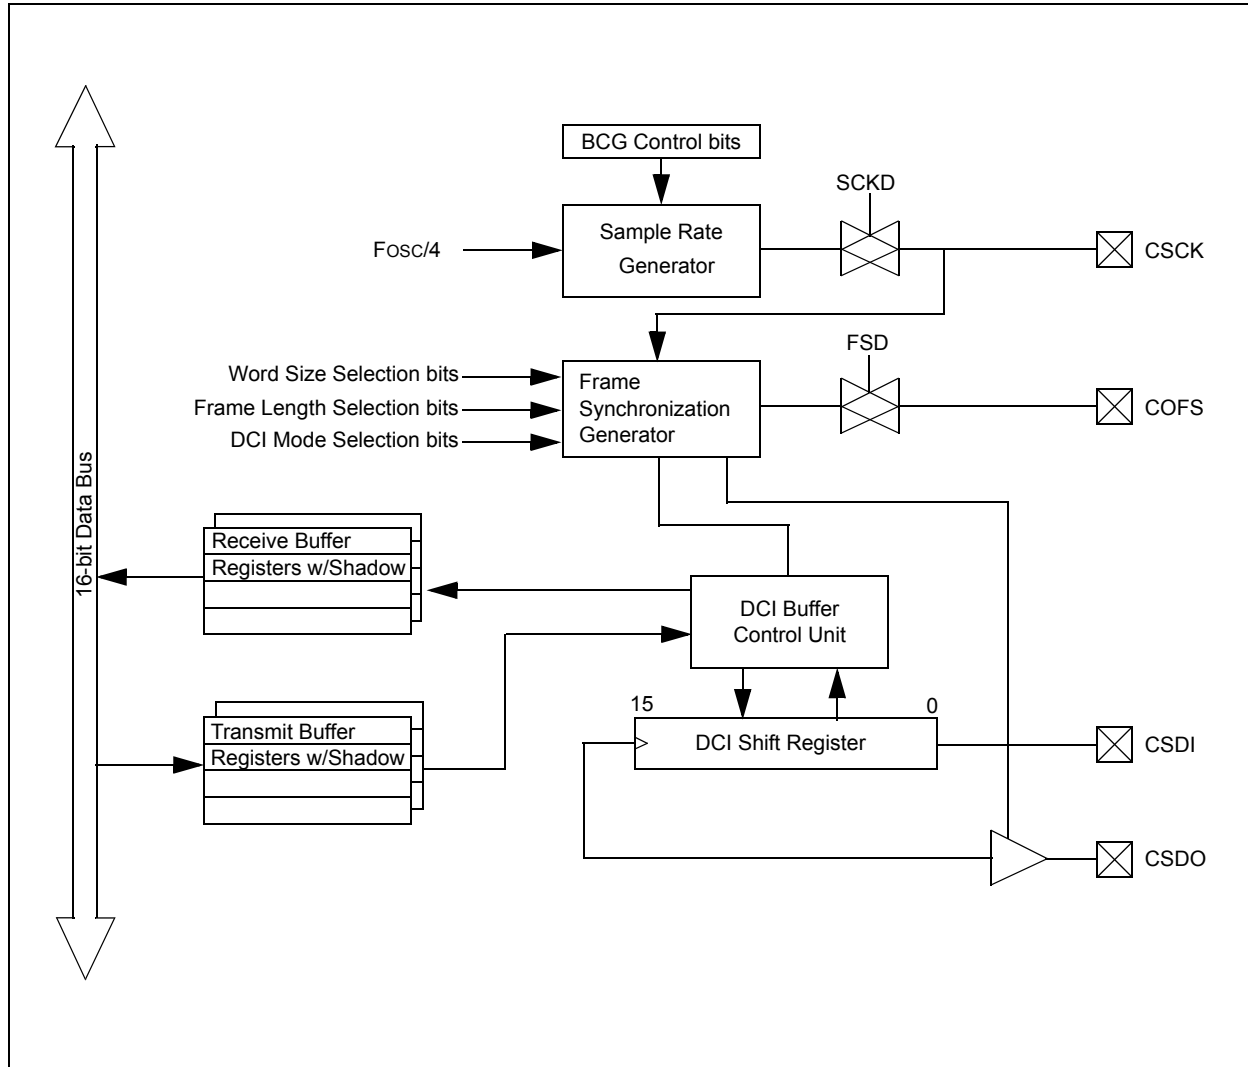 BCG Control bits
SCKD
Sample Rate
Generator
FOSC/4
CSCK
FSD
Word Size Selection bits
Frame Length Selection bits
DCI Mode Selection bits
Frame
Synchronization
Generator
COFS
16-bit Data Bus
Receive Buffer
Registers w/Shadow
DCI Buffer
Control Unit
15
0
Transmit Buffer
Registers w/Shadow
DCI Shift Register
CSDI
CSDO